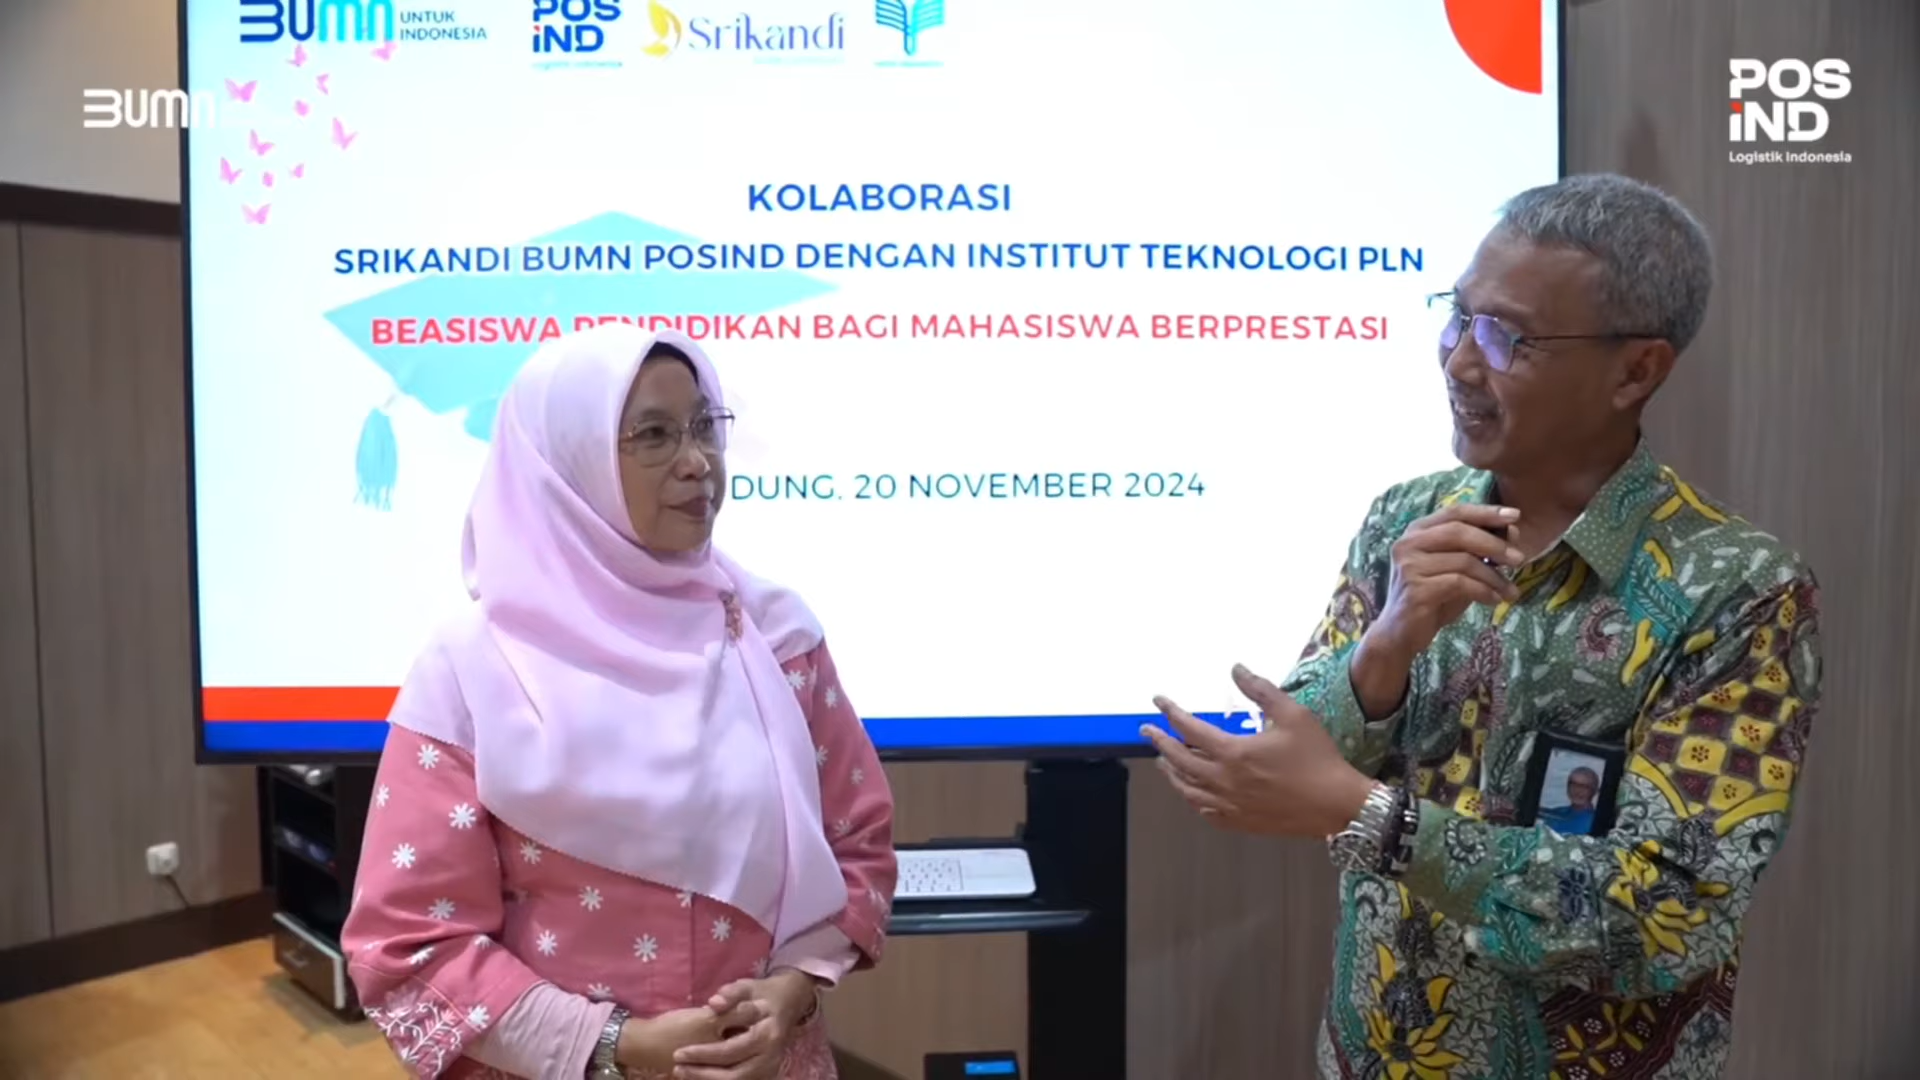 BUMN UNTUK INDONESIA
POS IND
Srikandi
BUMN
POS IND
Logistik Indonesia
KOLABORASI
SRIKANDI BUMN POSIND DENGAN INSTITUT TEKNOLOGI PLN
BEASISWA PENDIDIKAN BAGI MAHASISWA BERPRESTASI
DUNG, 20 NOVEMBER 2024